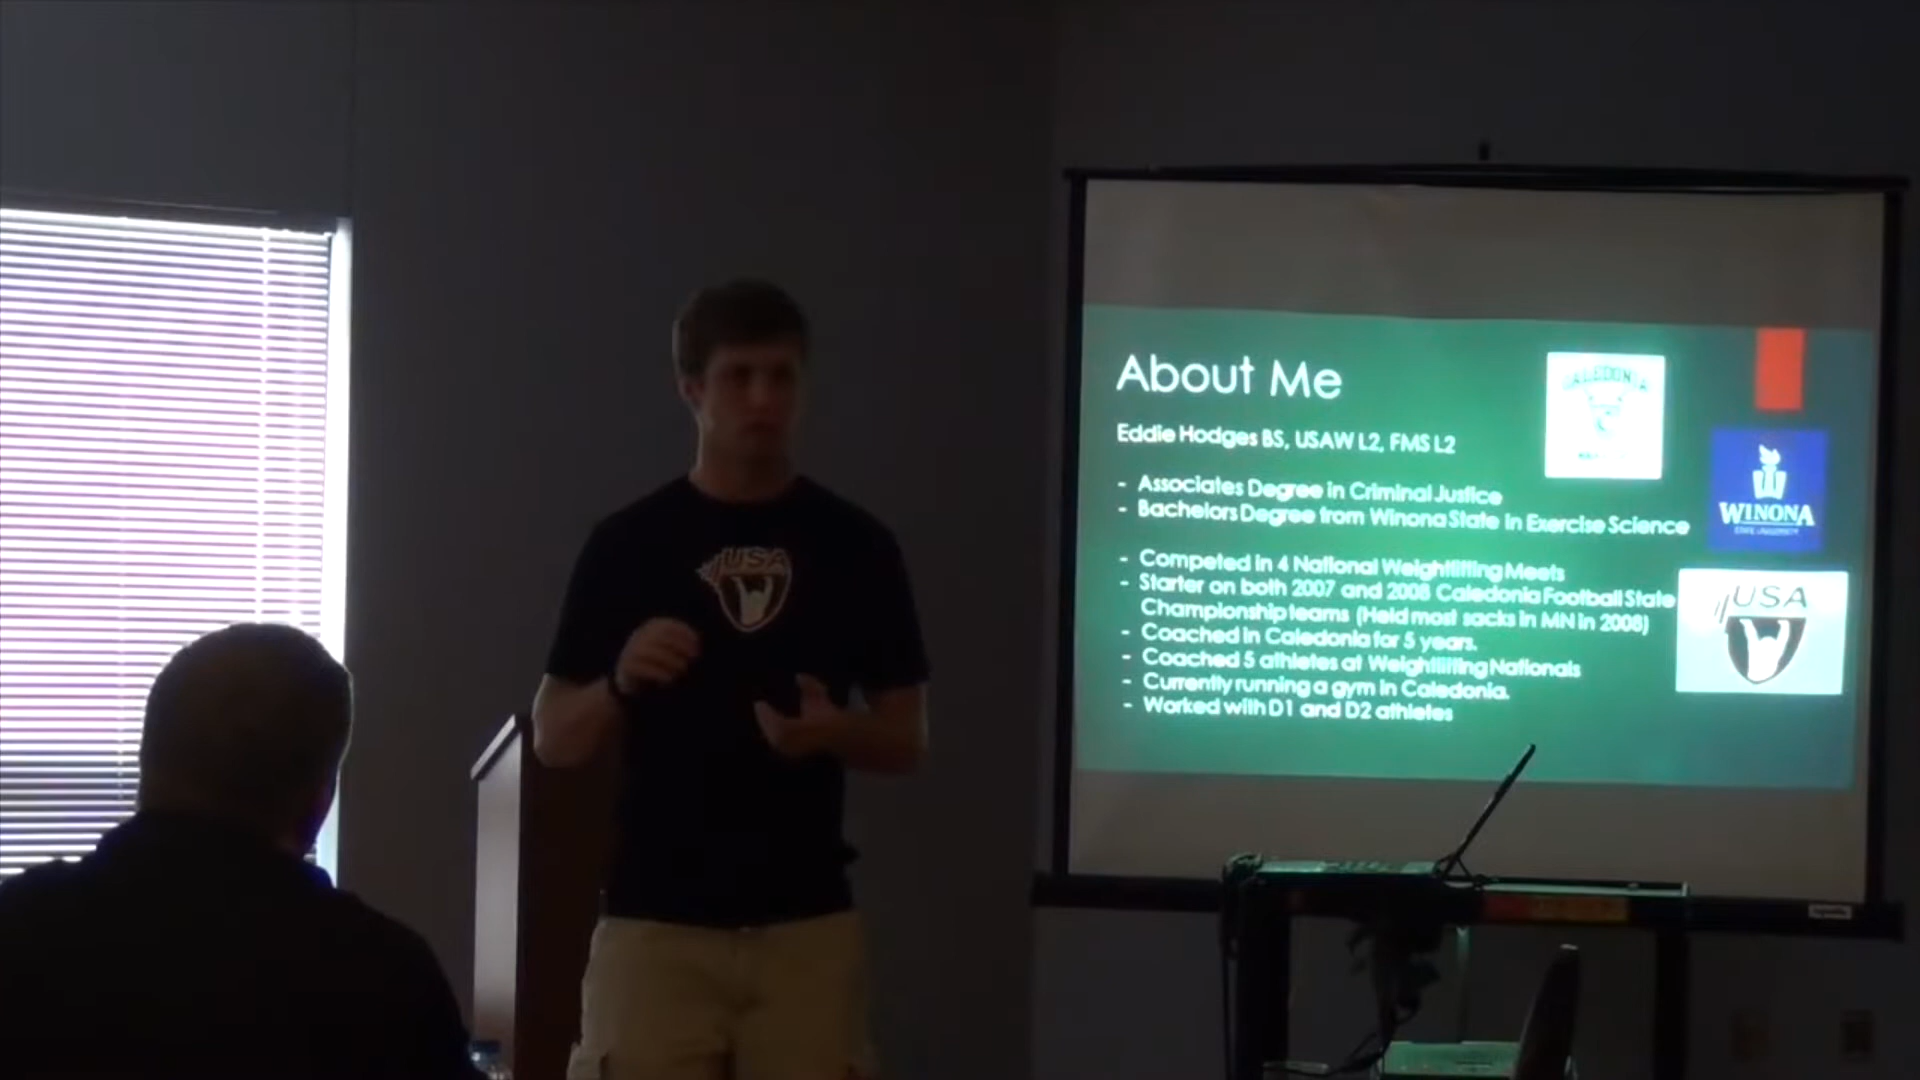 About Me
Eddie Hodges BS, USAW L2, FMS L2
- Associates Degree in Criminal Justice
- Bachelors Degree from Winona State in Exercise Science
- Competed in 4 National Weightlifting Meets
- Starter on both 2007 and 2008 Caledonia Football State
Championship teams (Held most sacks in MN in 2008)
- Coached in Caledonia for 5 years.
- Coached 5 athletes at Weightlifting Nationals
- Currently running a gym in Caledonia.
- Worked with D1 and D2 athletes
CALEDONIA
WINONA
STATE UNIVERSITY
USA
USA